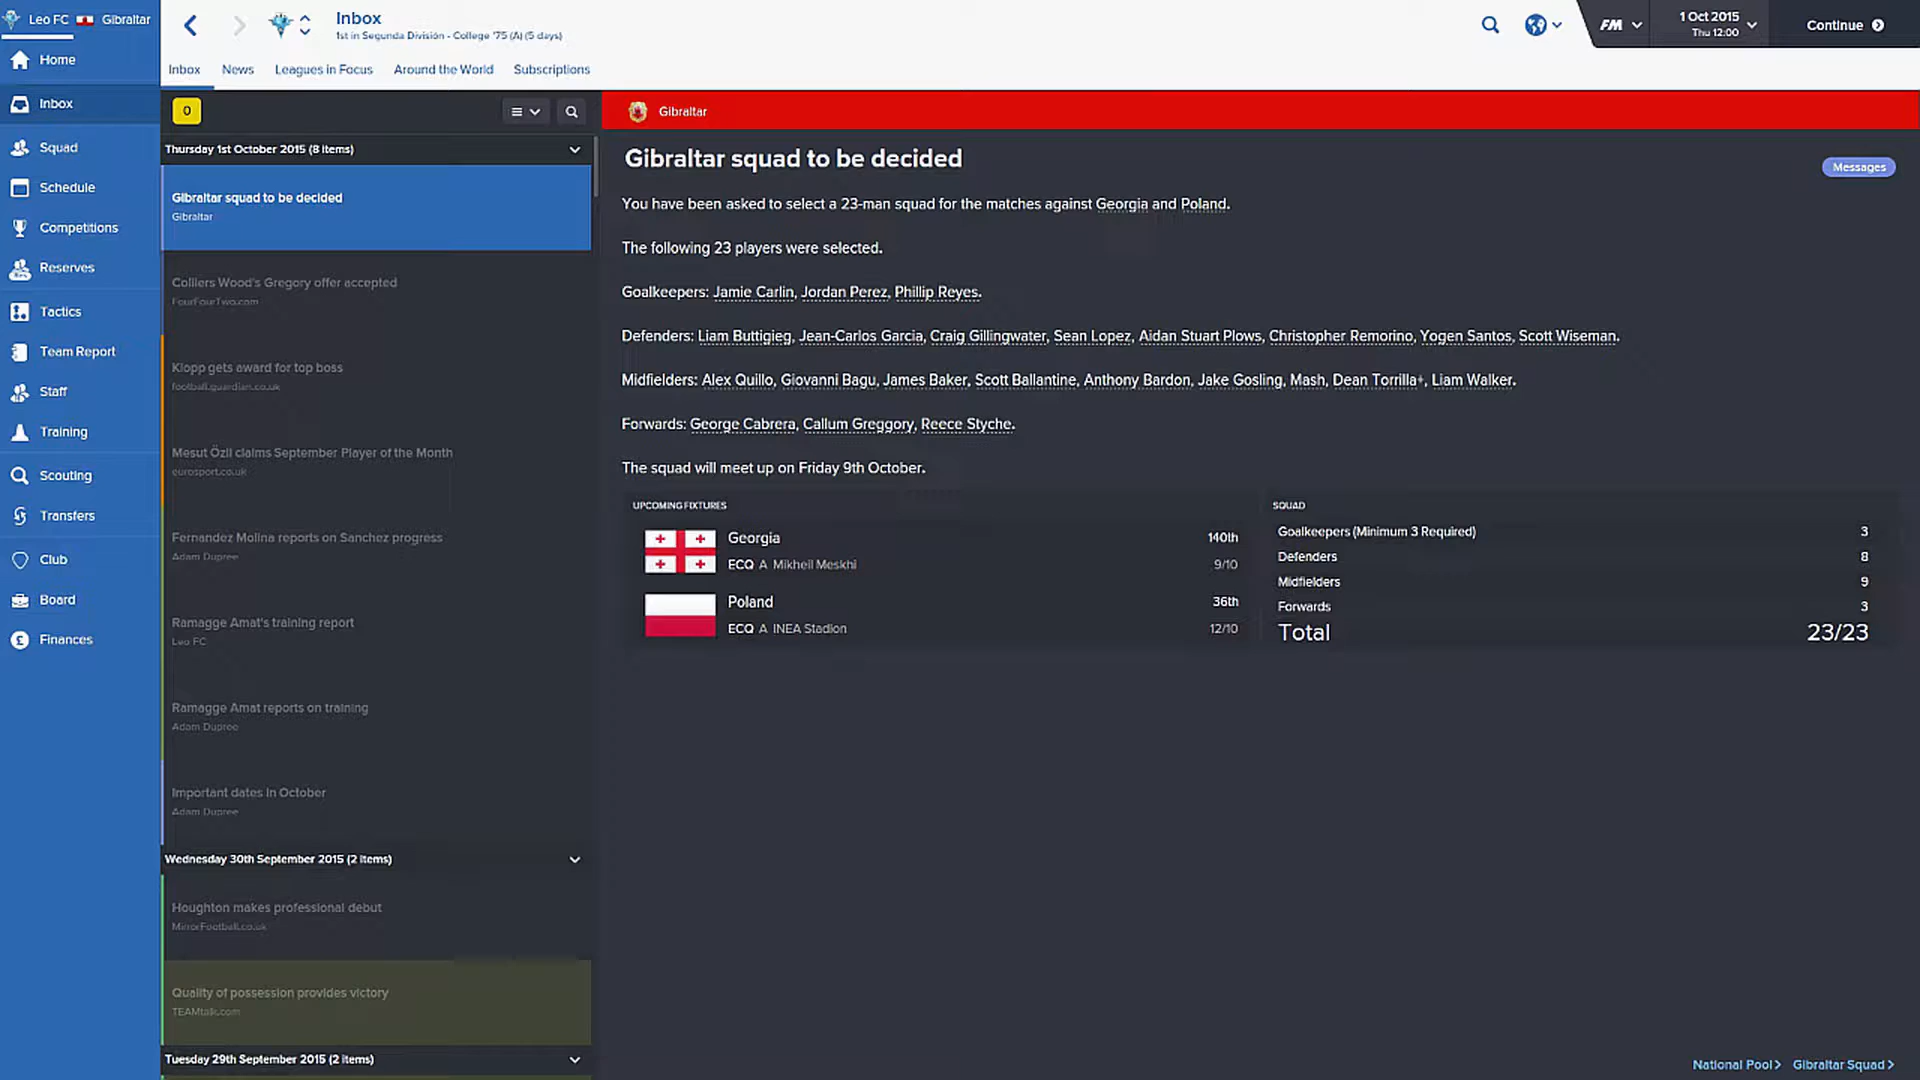 Leo FC Gibraltar
Home
Inbox
Squad
Schedule
Competitions
Reserves
Tactics
Team Report
Staff
Training
Scouting
Transfers
Club
Board
Finances
Inbox
1st in Segunda División - College '75 (A) (5 days)
FM
1 Oct 2015
Thu 12:00
Continue
Inbox News Leagues in Focus Around the World Subscriptions
0
Thursday 1st October 2015 (8 items)
Gibraltar squad to be decided
Gibraltar
Colliers Wood's Gregory offer accepted
FourFourTwo.com
Klopp gets award for top boss
football.guardian.co.uk
Mesut Özil claims September Player of the Month
eurosport.co.uk
Fernandez Molina reports on Sanchez progress
Adam Dupree
Ramagge Amat's training report
Leo FC
Ramagge Amat reports on training
Adam Dupree
Important dates in October
Adam Dupree
Wednesday 30th September 2015 (2 items)
Houghton makes professional debut
MirrorFootball.co.uk
Quality of possession provides victory
TEAMtalk.com
Tuesday 29th September 2015 (2 items)
Gibraltar
Gibraltar squad to be decided
Messages
You have been asked to select a 23-man squad for the matches against Georgia and Poland.
The following 23 players were selected.
Goalkeepers: Jamie Carlin, Jordan Perez, Phillip Reyes.
Defenders: Liam Buttigieg, Jean-Carlos Garcia, Craig Gillingwater, Sean Lopez, Aidan Stuart Plows, Christopher Remorino, Yogen Santos, Scott Wiseman.
Midfielders: Alex Quillo, Giovanni Bagu, James Baker, Scott Ballantine, Anthony Bardon, Jake Gosling, Mash, Dean Torrilla+, Liam Walker.
Forwards: George Cabrera, Callum Greggory, Reece Styche.
The squad will meet up on Friday 9th October.
UPCOMING FIXTURES
Georgia 140th
ECQ A Mikheil Meskhi 9/10
Poland 36th
ECQ A INEA Stadion 12/10
SQUAD
Goalkeepers (Minimum 3 Required) 3
Defenders 8
Midfielders 9
Forwards 3
Total 23/23
National Pool> Gibraltar Squad>